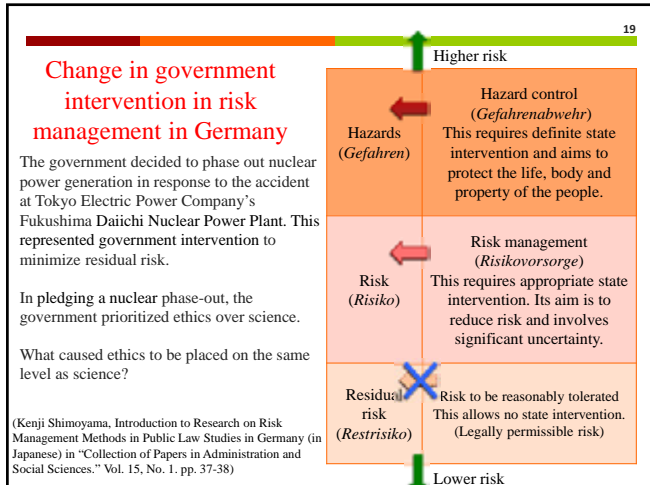 19
Change in government
intervention in risk
management in Germany
The government decided to phase out nuclear
power generation in response to the accident
at Tokyo Electric Power Company's
Fukushima Daiichi Nuclear Power Plant. This
represented government intervention to
minimize residual risk.
In pledging a nuclear phase-out, the
government prioritized ethics over science.
What caused ethics to be placed on the same
level as science?
(Kenji Shimoyama, Introduction to Research on Risk
Management Methods in Public Law Studies in Germany (in
Japanese) in “Collection of Papers in Administration and
Social Sciences.” Vol. 15, No. 1. pp. 37-38)
Higher risk
Hazards
(Gefahren)
Hazard control
(Gefahrenabwehr)
This requires definite state
intervention and aims to
protect the life, body and
property of the people.
Risk
(Risiko)
Risk management
(Risikovorsorge)
This requires appropriate state
intervention. Its aim is to
reduce risk and involves
significant uncertainty.
Residual
risk
(Restrisiko)
Risk to be reasonably tolerated
This allows no state intervention.
(Legally permissible risk)
Lower risk